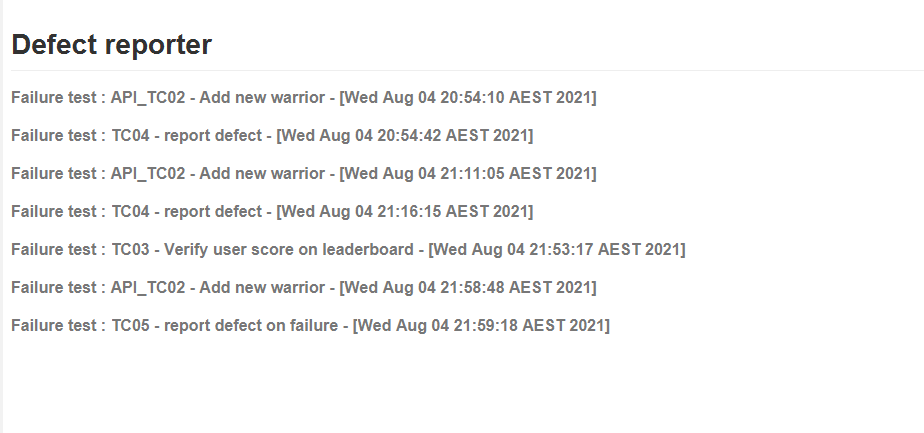 Defect reporter
Failure test : API_TC02 - Add new warrior - [Wed Aug 04 20:54:10 AEST 2021]
Failure test : TC04 - report defect - [Wed Aug 04 20:54:42 AEST 2021]
Failure test : API_TC02 - Add new warrior - [Wed Aug 04 21:11:05 AEST 2021]
Failure test : TC04 - report defect - [Wed Aug 04 21:16:15 AEST 2021]
Failure test : TC03 - Verify user score on leaderboard - [Wed Aug 04 21:53:17 AEST 2021]
Failure test : API_TC02 - Add new warrior - [Wed Aug 04 21:58:48 AEST 2021]
Failure test : TC05 - report defect on failure - [Wed Aug 04 21:59:18 AEST 2021]